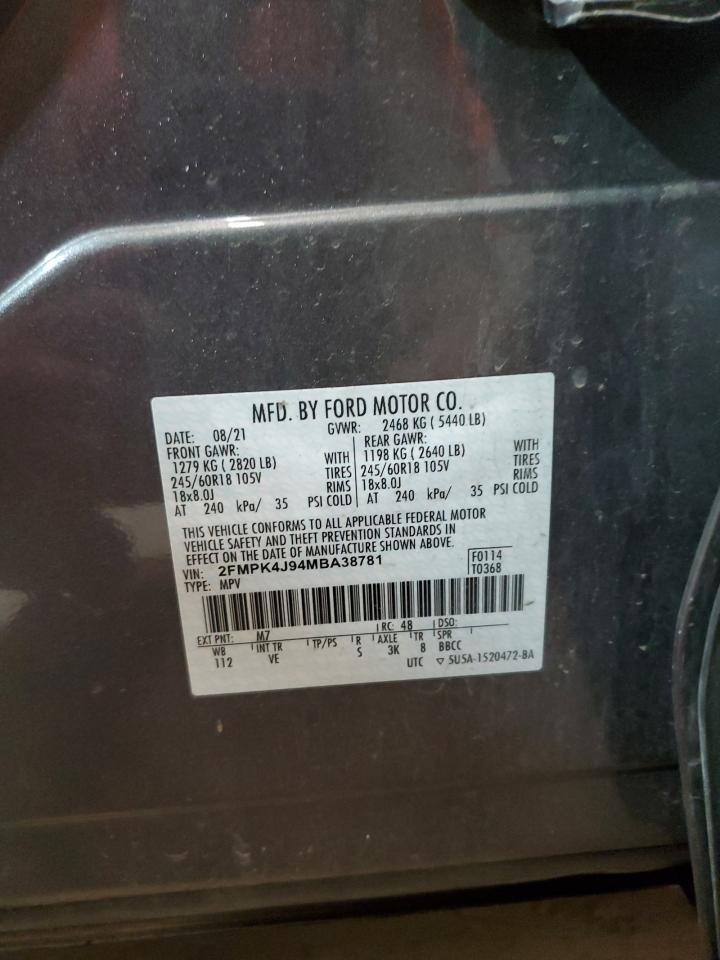 MFD. BY FORD MOTOR CO.
DATE: 08/21 GVWR: 2468 KG ( 5440 LB)
FRONT GAWR: REAR GAWR:
1279 KG ( 2820 LB) WITH 1198 KG ( 2640 LB) WITH
245/60R18 105V TIRES 245/60R18 105V TIRES
18x8.0J RIMS 18x8.0J RIMS
AT 240 kPa/ 35 PSI COLD AT 240 kPa/ 35 PSI COLD
THIS VEHICLE CONFORMS TO ALL APPLICABLE FEDERAL MOTOR
VEHICLE SAFETY AND THEFT PREVENTION STANDARDS IN
EFFECT ON THE DATE OF MANUFACTURE SHOWN ABOVE.
VIN: 2FMPK4J94MBA38781 F0114
TYPE: MPV T0368
EXT PNT: M7 RC: 48 DSO:
WB INT TR TP/PS R AXLE TR SPR
112 VE S 3K 8 BBCC
UTC ▽ 5U5A-1520472-BA